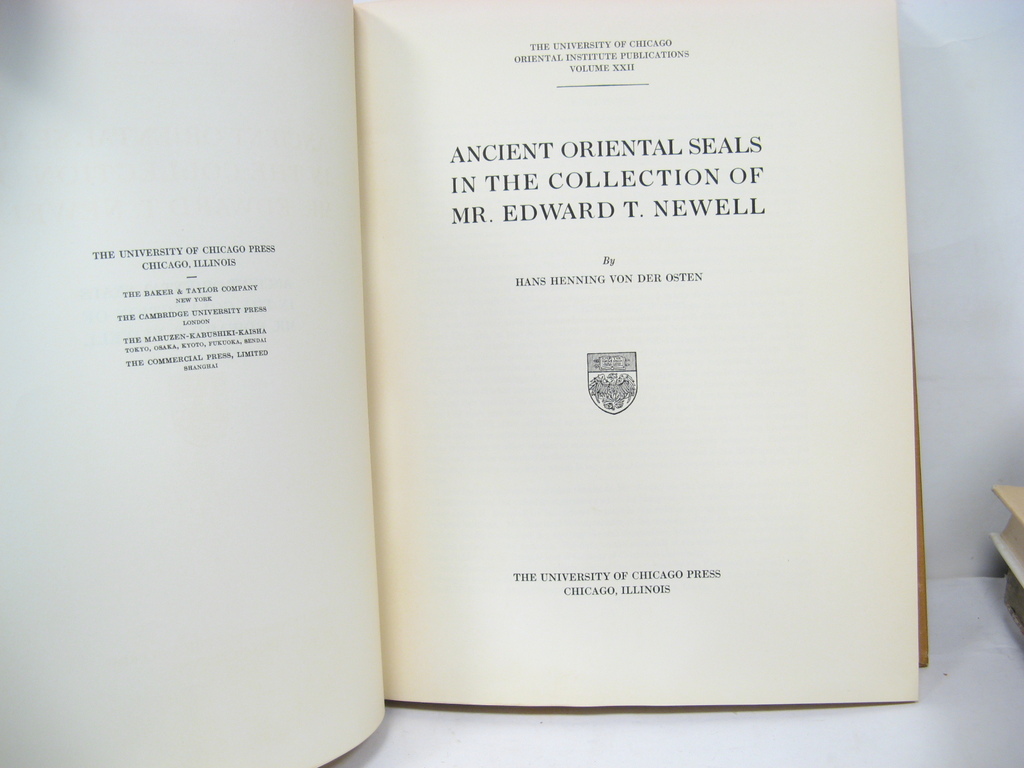 THE UNIVERSITY OF CHICAGO PRESS
CHICAGO, ILLINOIS
THE BAKER & TAYLOR COMPANY
NEW YORK
THE CAMBRIDGE UNIVERSITY PRESS
LONDON
THE MARUZEN-KABUSHIKI-KAISHA
TOKYO, OSAKA, KYOTO, FUKUOKA, SENDAI
THE COMMERCIAL PRESS, LIMITED
SHANGHAI
THE UNIVERSITY OF CHICAGO
ORIENTAL INSTITUTE PUBLICATIONS
VOLUME XXII
ANCIENT ORIENTAL SEALS
IN THE COLLECTION OF
MR. EDWARD T. NEWELL
By
HANS HENNING VON DER OSTEN
THE UNIVERSITY OF CHICAGO PRESS
CHICAGO, ILLINOIS